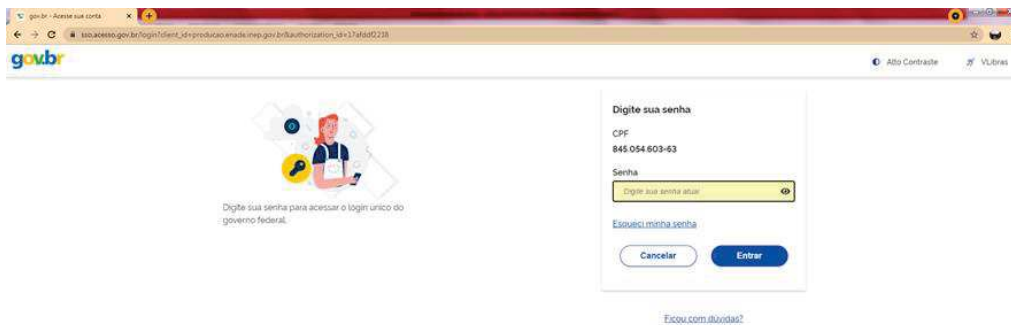 gov.br - Acesse sua conta
sso.acesso.gov.br/login?client_id=producao.enade.inep.gov.br&authorization_id=17afddf2238
gov.br
Alto Contraste
VLibras
Digite sua senha para acessar o login único do
governo federal.
Digite sua senha
CPF
845.054.603-63
Senha
Digite sua senha atual
Esqueci minha senha
Cancelar
Entrar
Ficou com dúvidas?